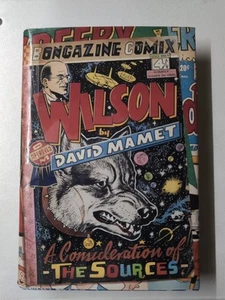 BONGAZINE COMIX
WILSON
by
DAVID MAMET
A Consideration of
-THE SOURCES-